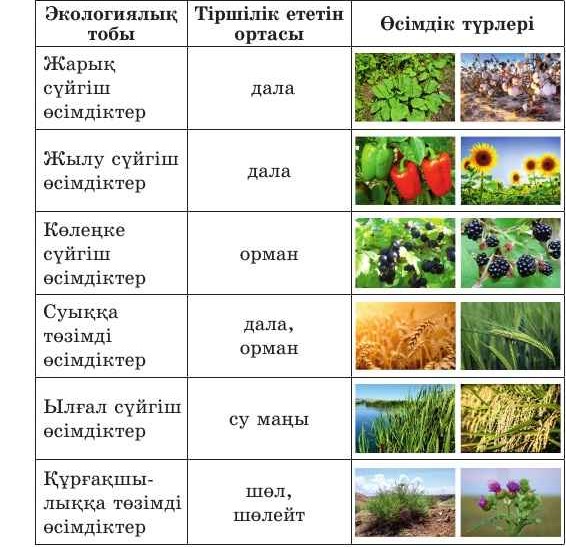 Экологиялық тобы
Тіршілік ететін ортасы
Өсімдік түрлері
Жарық
сүйгіш
өсімдіктер
дала
Жылу сүйгіш
өсімдіктер
дала
Көлеңке
сүйгіш
өсімдіктер
орман
Суыққа
төзімді
өсімдіктер
дала,
орман
Ылғал сүйгіш
өсімдіктер
су маңы
Құрғақшы-
лыққа төзімді
өсімдіктер
шөл,
шөлейт